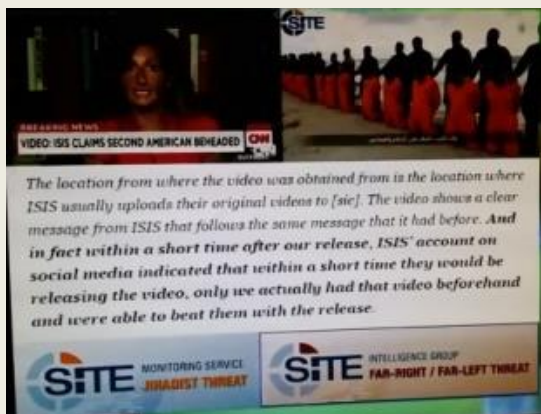 SITE
BREAKING NEWS
VIDEO: ISIS CLAIMS SECOND AMERICAN BEHEADED
CNN
The location from where the video was obtained from is the location where
ISIS usually uploads their original videos to [sic]. The video shows a clear
message from ISIS that follows the same message that it had before. And
in fact within a short time after our release, ISIS' account on
social media indicated that within a short time they would be
releasing the video, only we actually had that video beforehand
and were able to beat them with the release.
SITE MONITORING SERVICE
JIHADIST THREAT
SITE INTELLIGENCE GROUP
FAR-RIGHT / FAR-LEFT THREAT